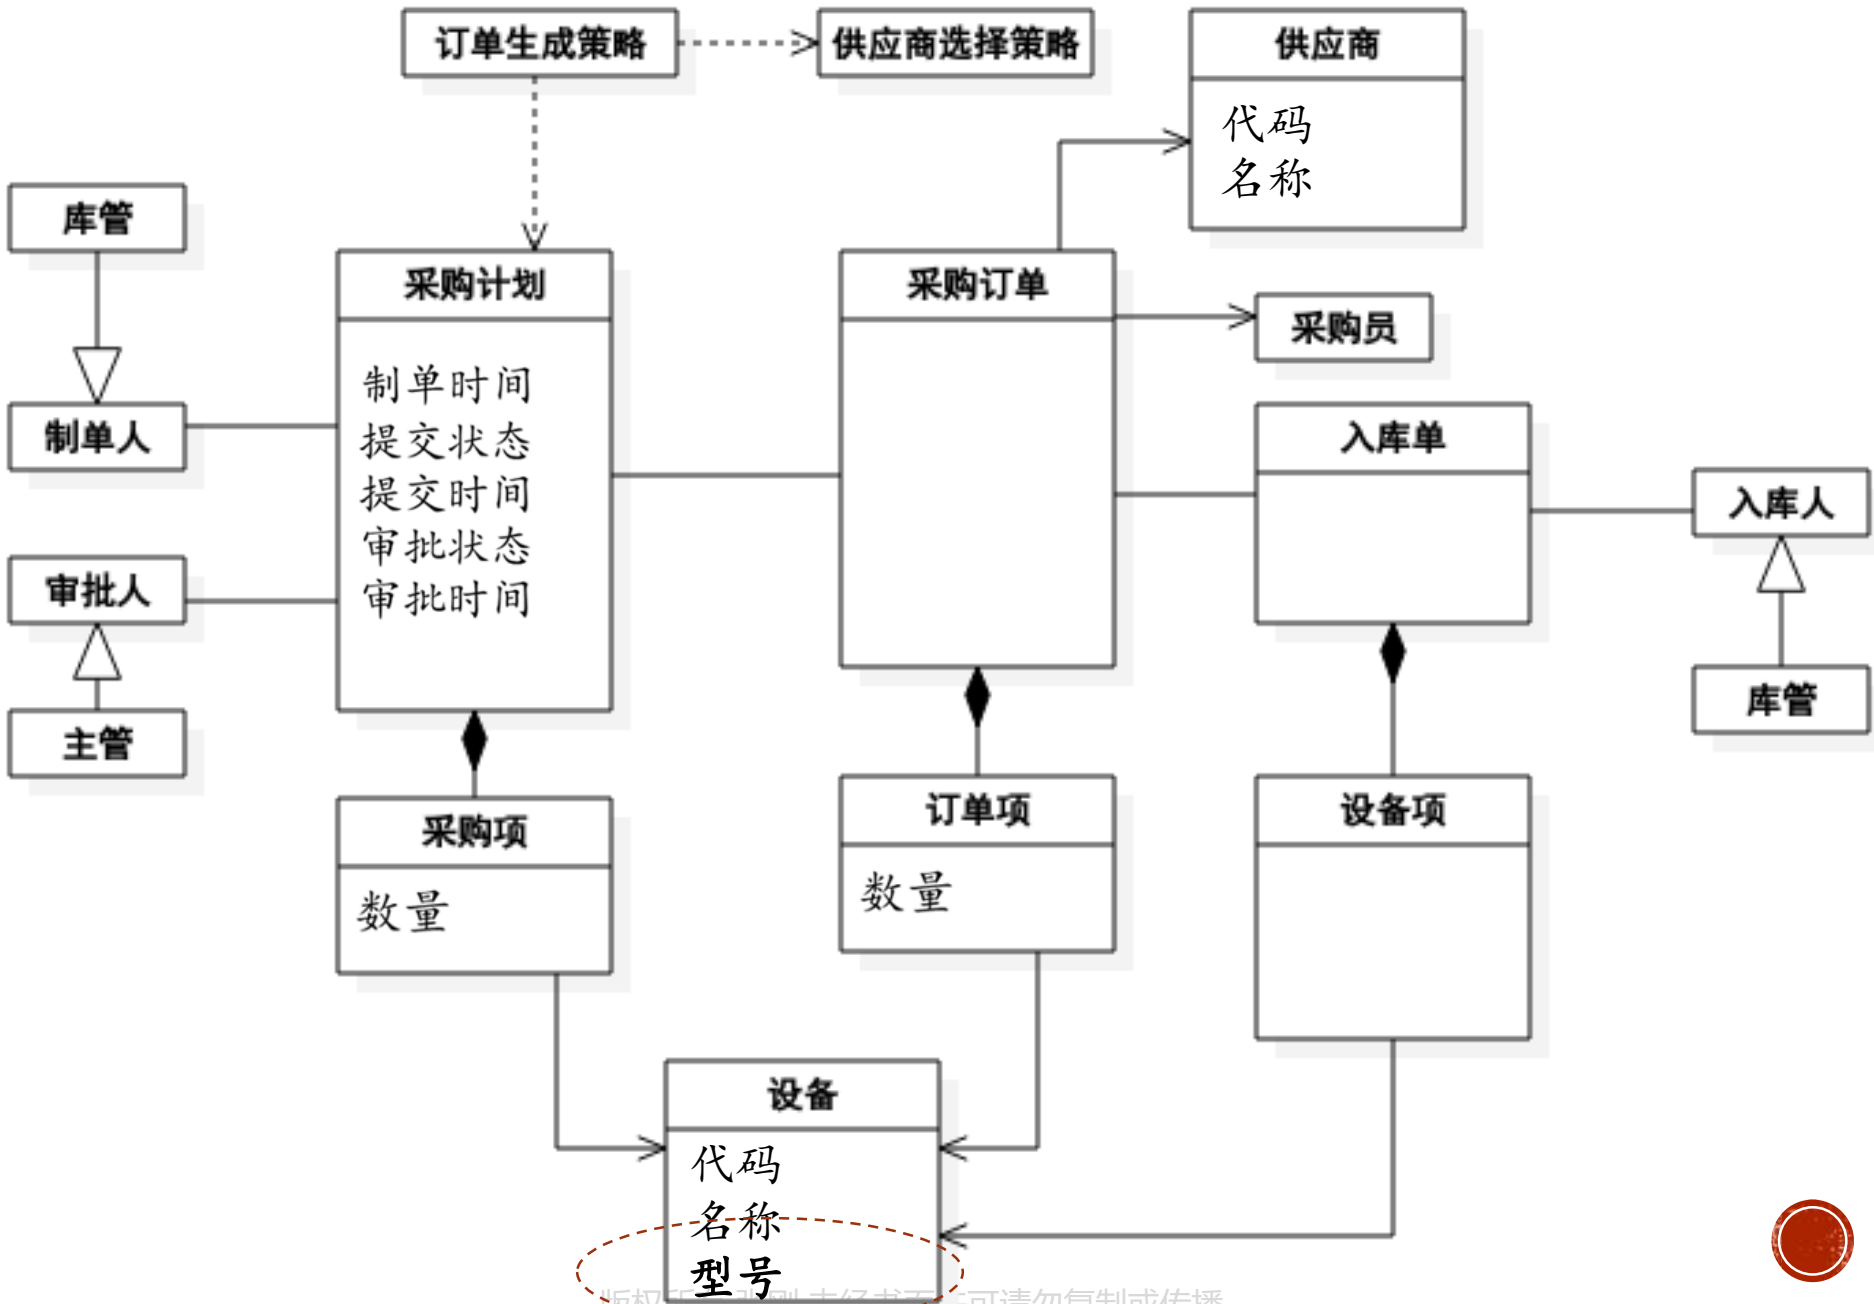 订单生成策略
供应商选择策略
供应商
代码
名称
库管
采购计划
制单时间
提交状态
提交时间
审批状态
审批时间
采购订单
采购员
制单人
入库单
入库人
审批人
库管
主管
采购项
数量
订单项
数量
设备项
设备
代码
名称
型号